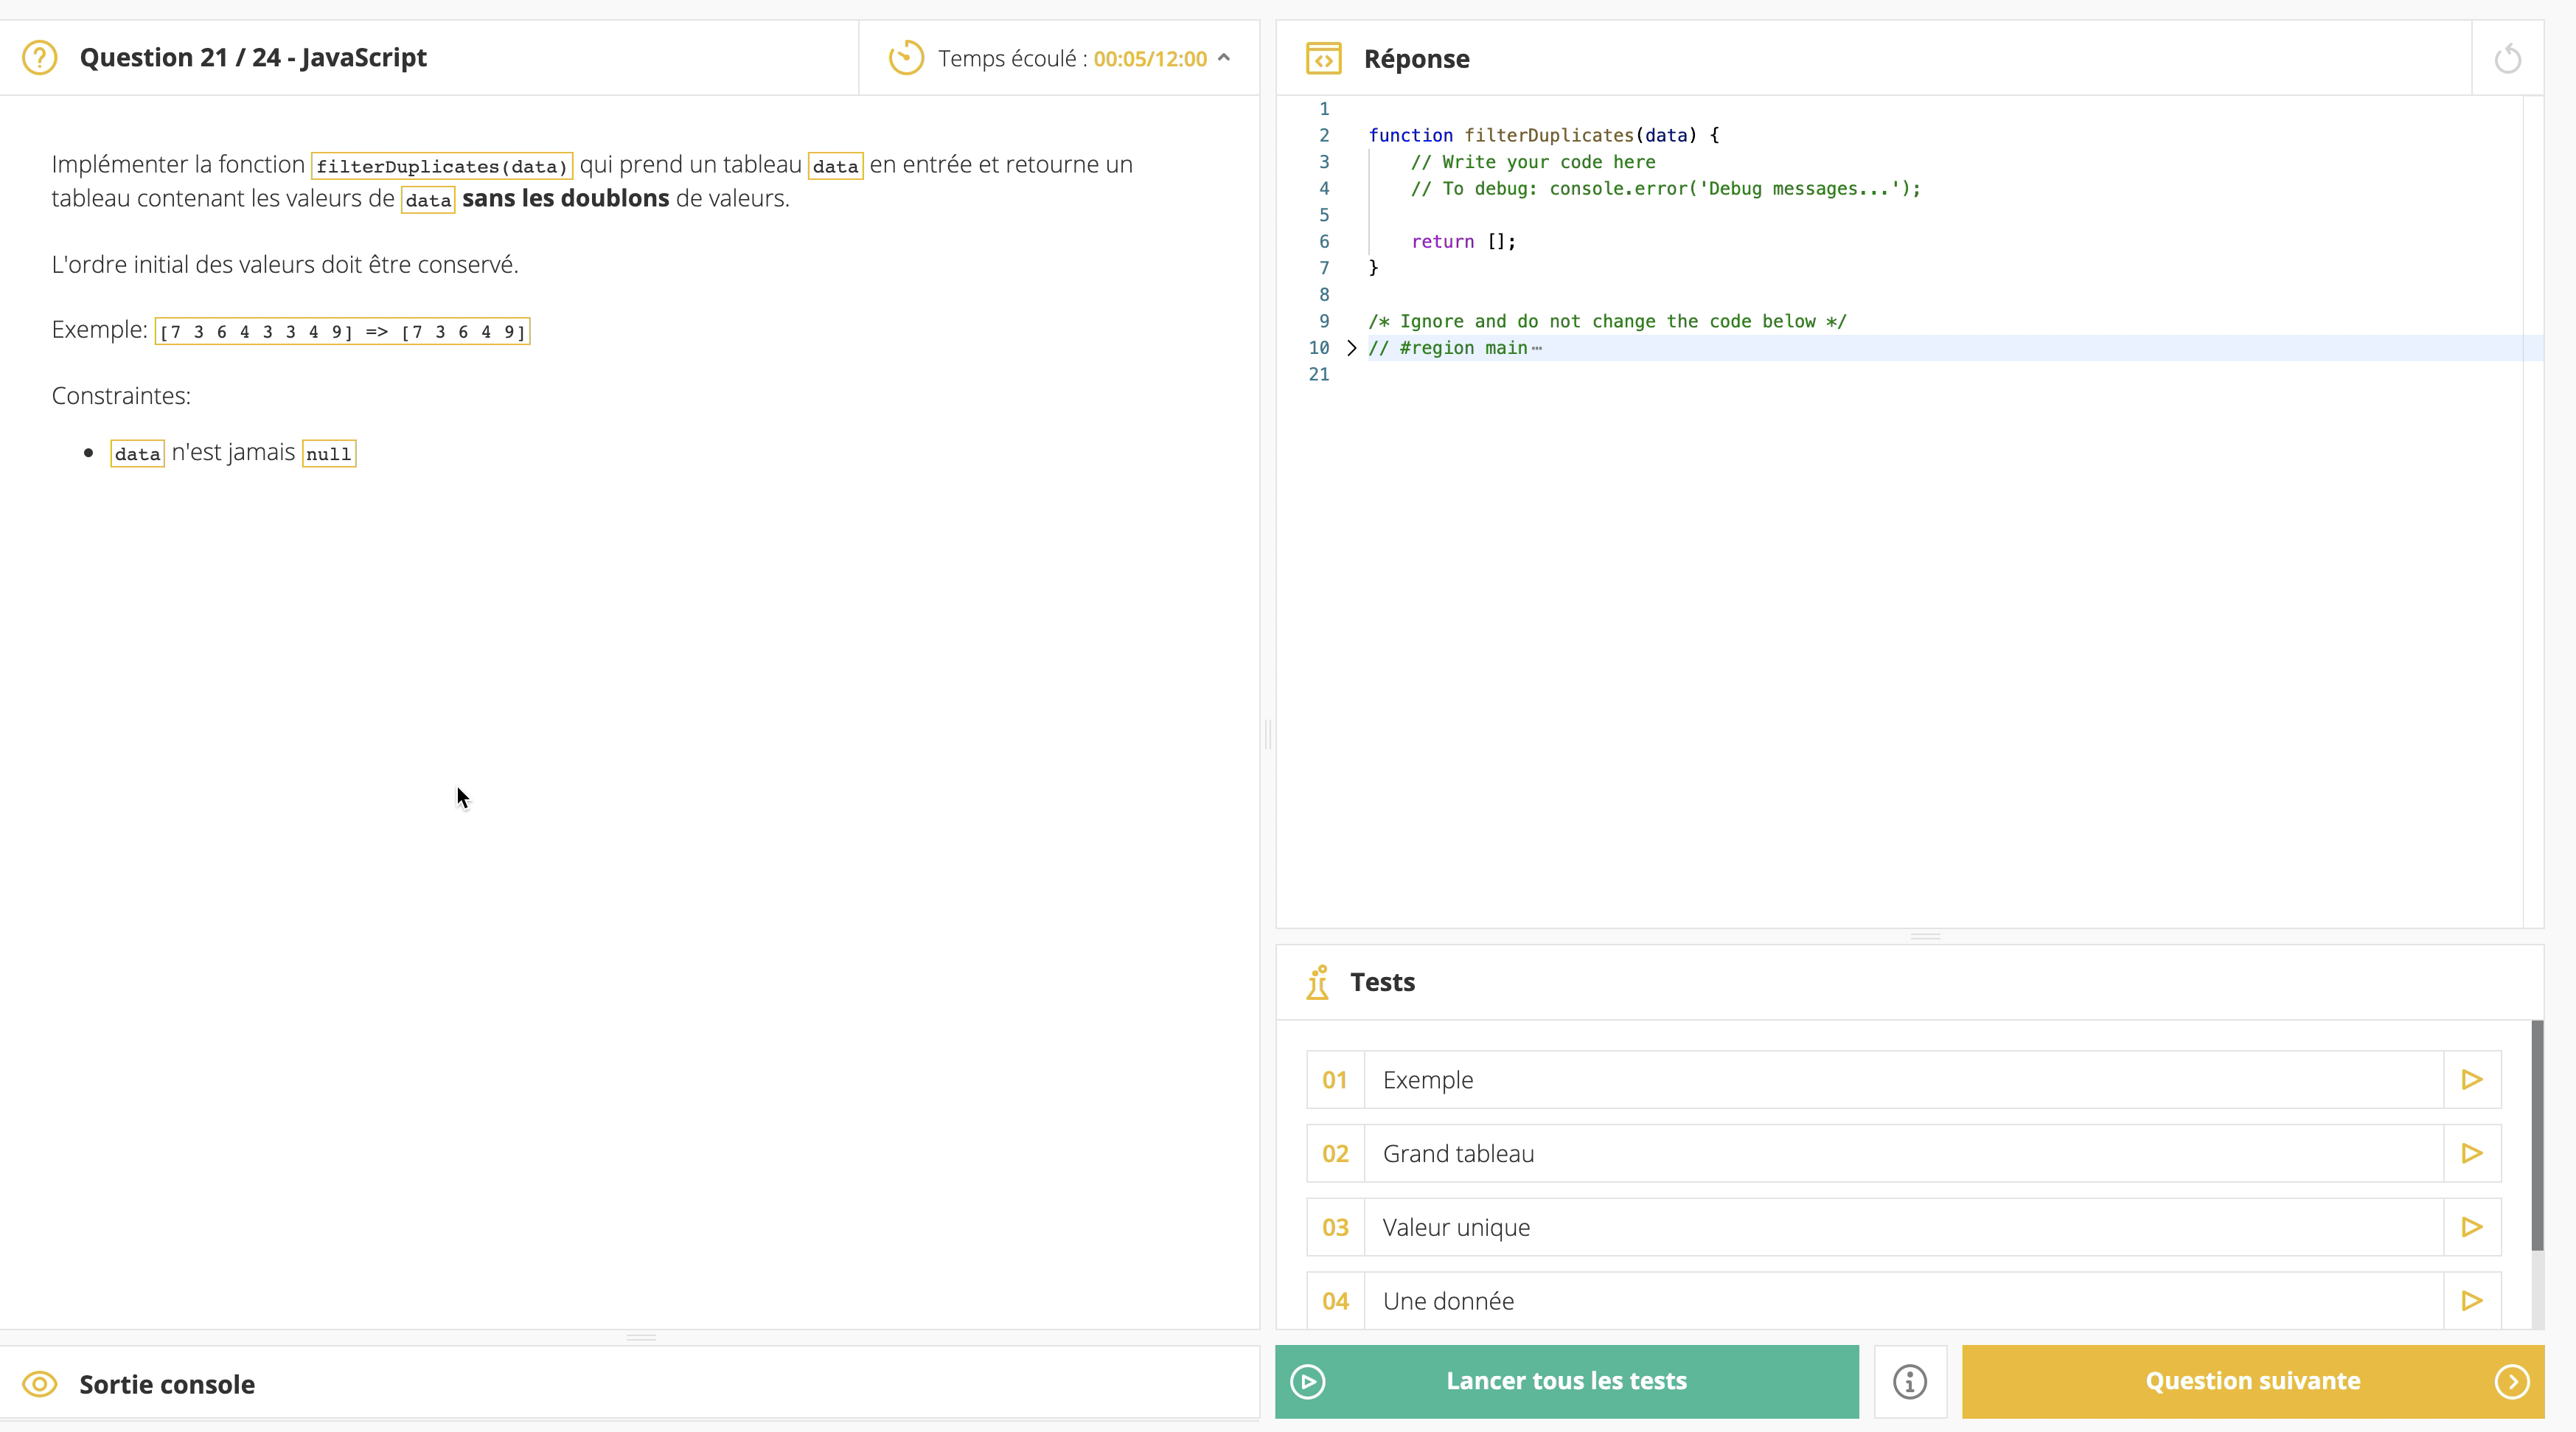 Question 21 / 24 - JavaScript
Temps écoulé : 00:05/12:00
Implémenter la fonction filterDuplicates(data) qui prend un tableau data en entrée et retourne un
tableau contenant les valeurs de data sans les doublons de valeurs.
L'ordre initial des valeurs doit être conservé.
Exemple: [7 3 6 4 3 3 4 9] => [7 3 6 4 9]
Constraintes:
• data n'est jamais null
Sortie console
Réponse
1
2 function filterDuplicates(data) {
3 // Write your code here
4 // To debug: console.error('Debug messages...');
5
6 return [];
7 }
8
9 /* Ignore and do not change the code below */
10 // #region main⋯
21
Tests
01 Exemple
02 Grand tableau
03 Valeur unique
04 Une donnée
Lancer tous les tests
Question suivante